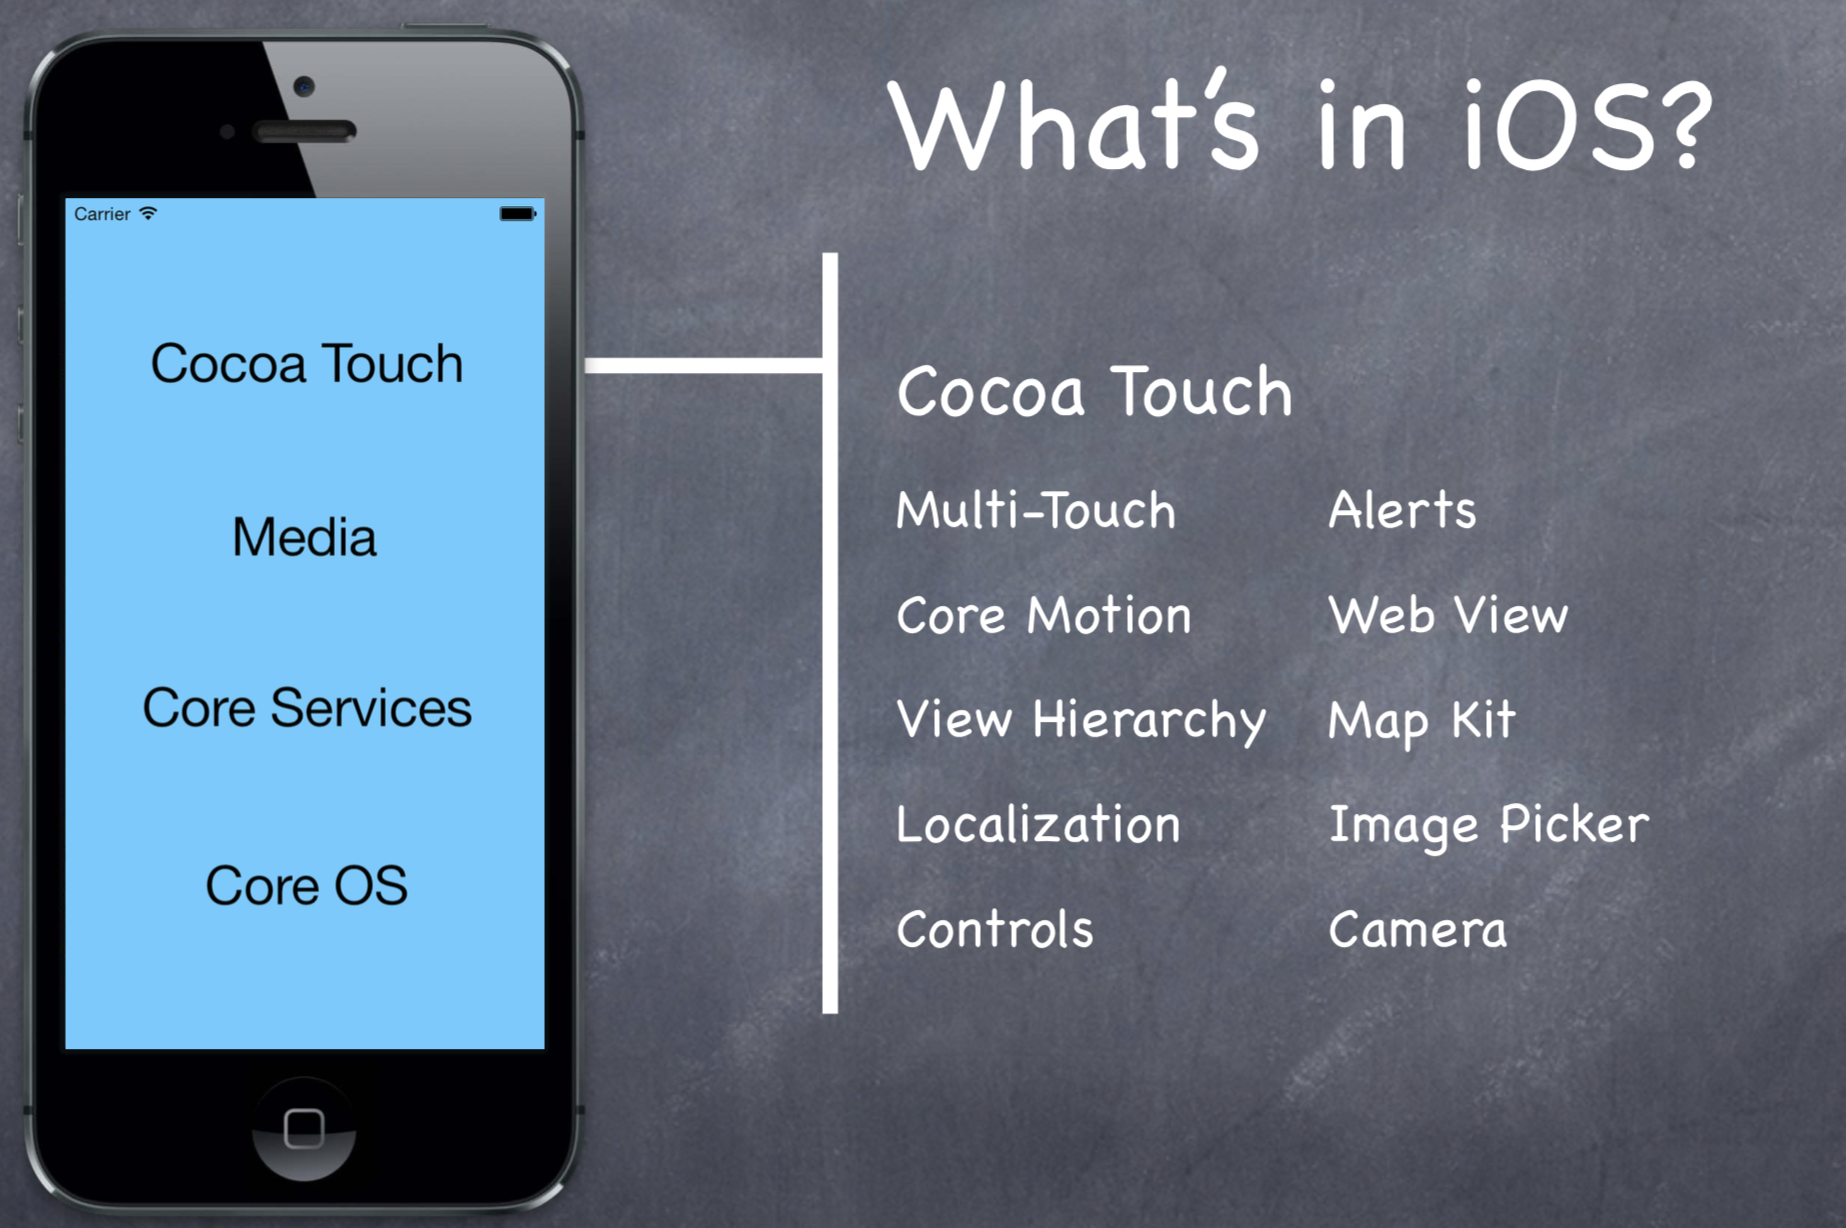 What's in iOS?
Carrier
Cocoa Touch
Media
Core Services
Core OS
Cocoa Touch
Multi-Touch
Core Motion
View Hierarchy
Localization
Controls
Alerts
Web View
Map Kit
Image Picker
Camera